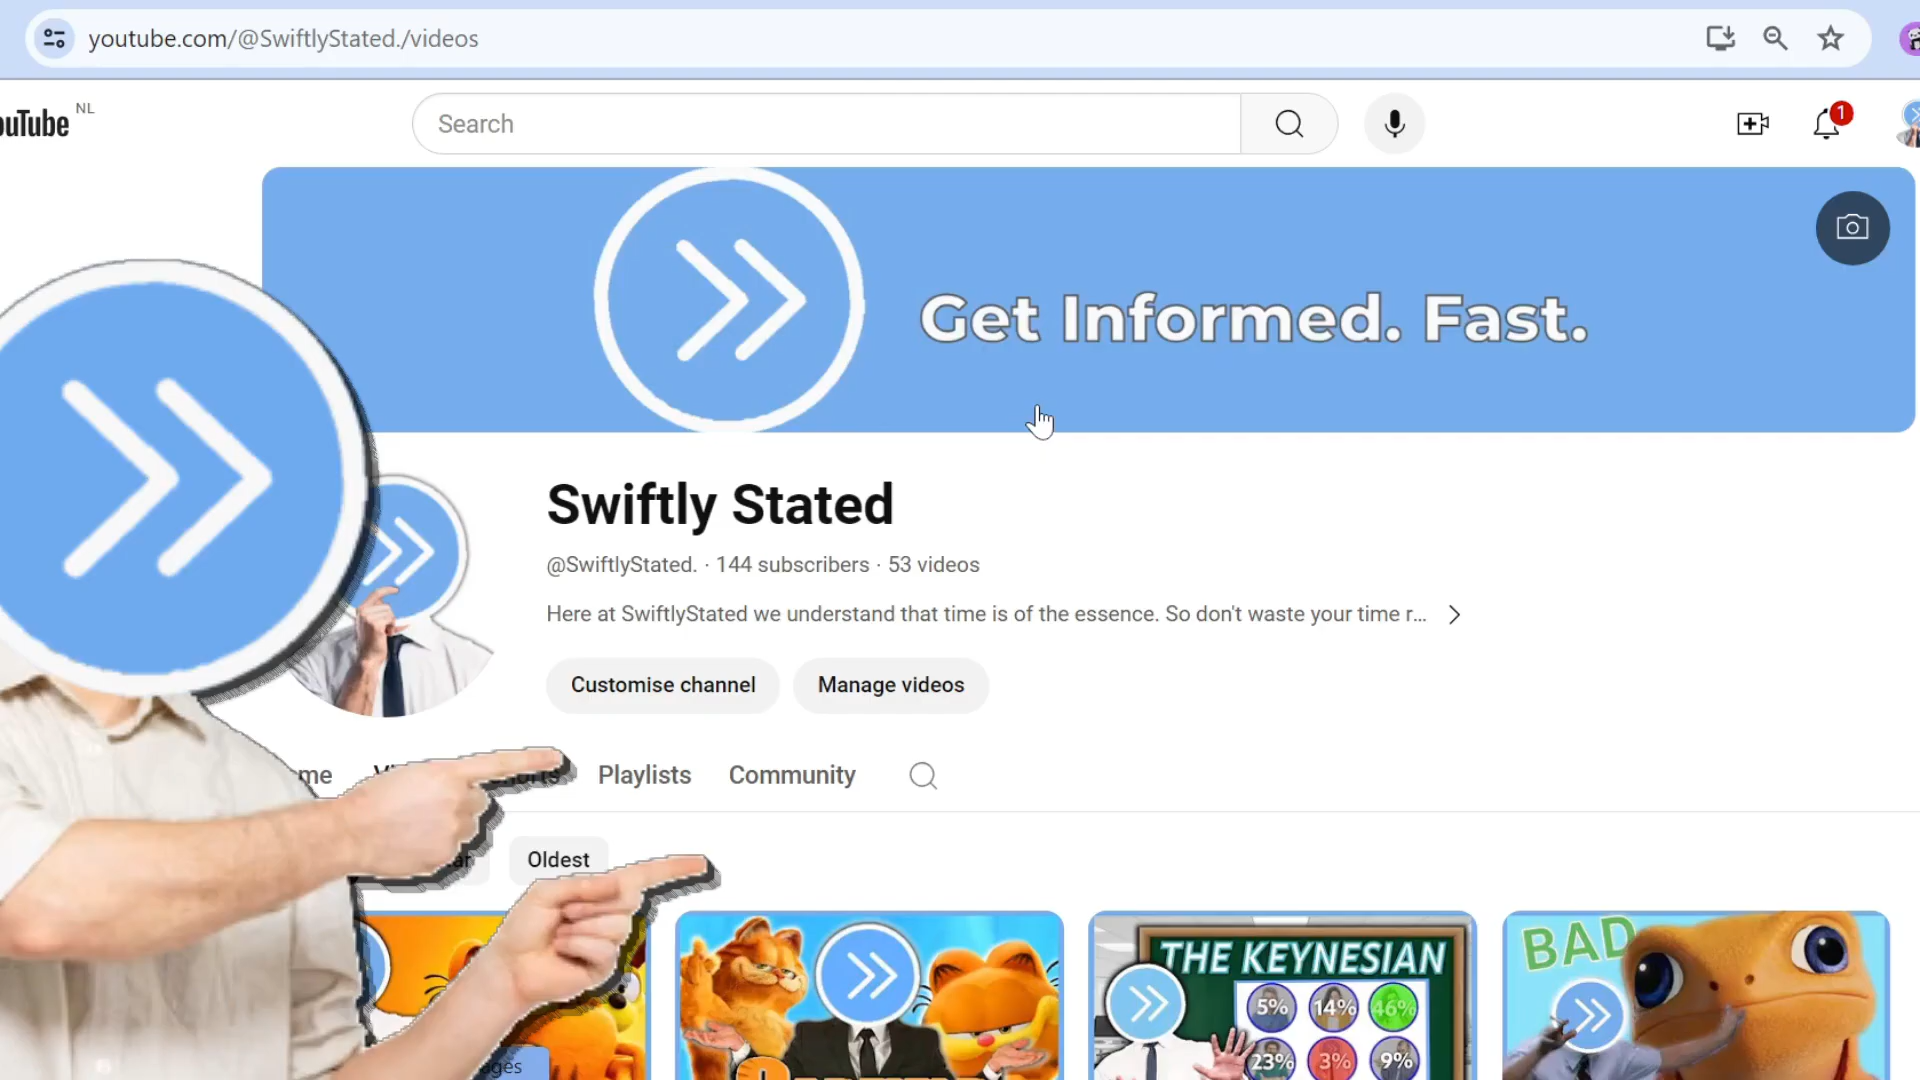 youtube.com/@SwiftlyStated./videos
ouTube NL
Search
1
Get Informed. Fast.
Swiftly Stated
@SwiftlyStated. · 144 subscribers · 53 videos
Here at SwiftlyStated we understand that time is of the essence. So don't waste your time r...
Customise channel
Manage videos
me
Playlists
Community
Oldest
THE KEYNESIAN
5% 14% 46%
23% 3% 9%
BAD